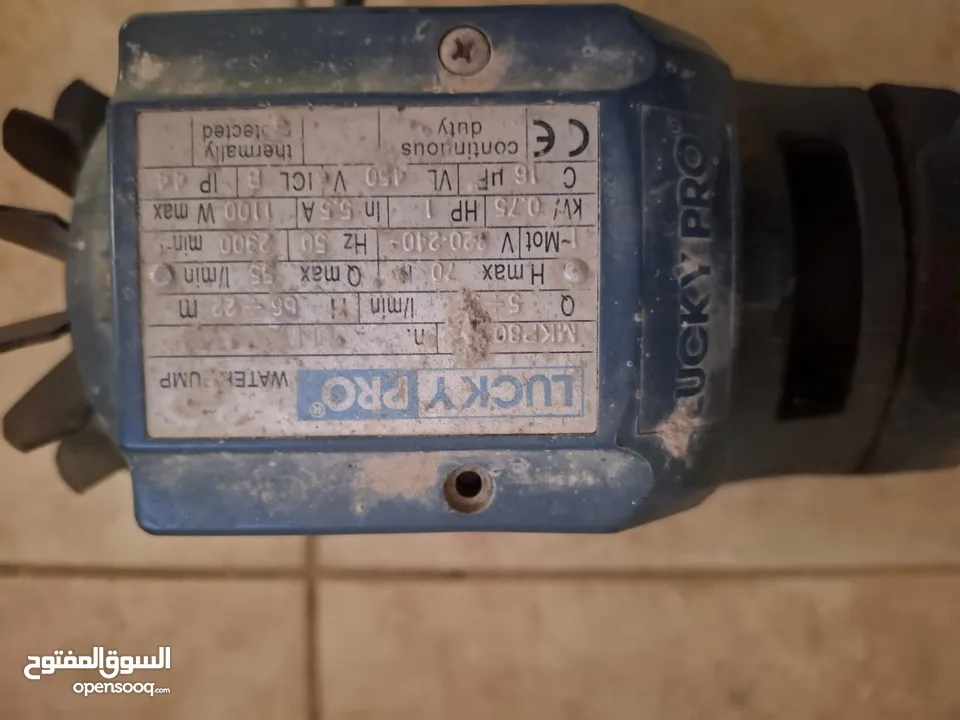 LUCKY PRO® WATER PUMP
MKP80 n.
Q 5 l/min H 66 – 22 m
H max 70 Q max 55 l/min
1~Mot V 220-240~ Hz 50 2900 min
kW 0,75 HP 1 In 5,5 A 1100 W max
C 16 µF VL 450 V ICL B IP 44
CE continuous duty thermally protected
LUCKY PRO®
السوق المفتوح
opensooq.com